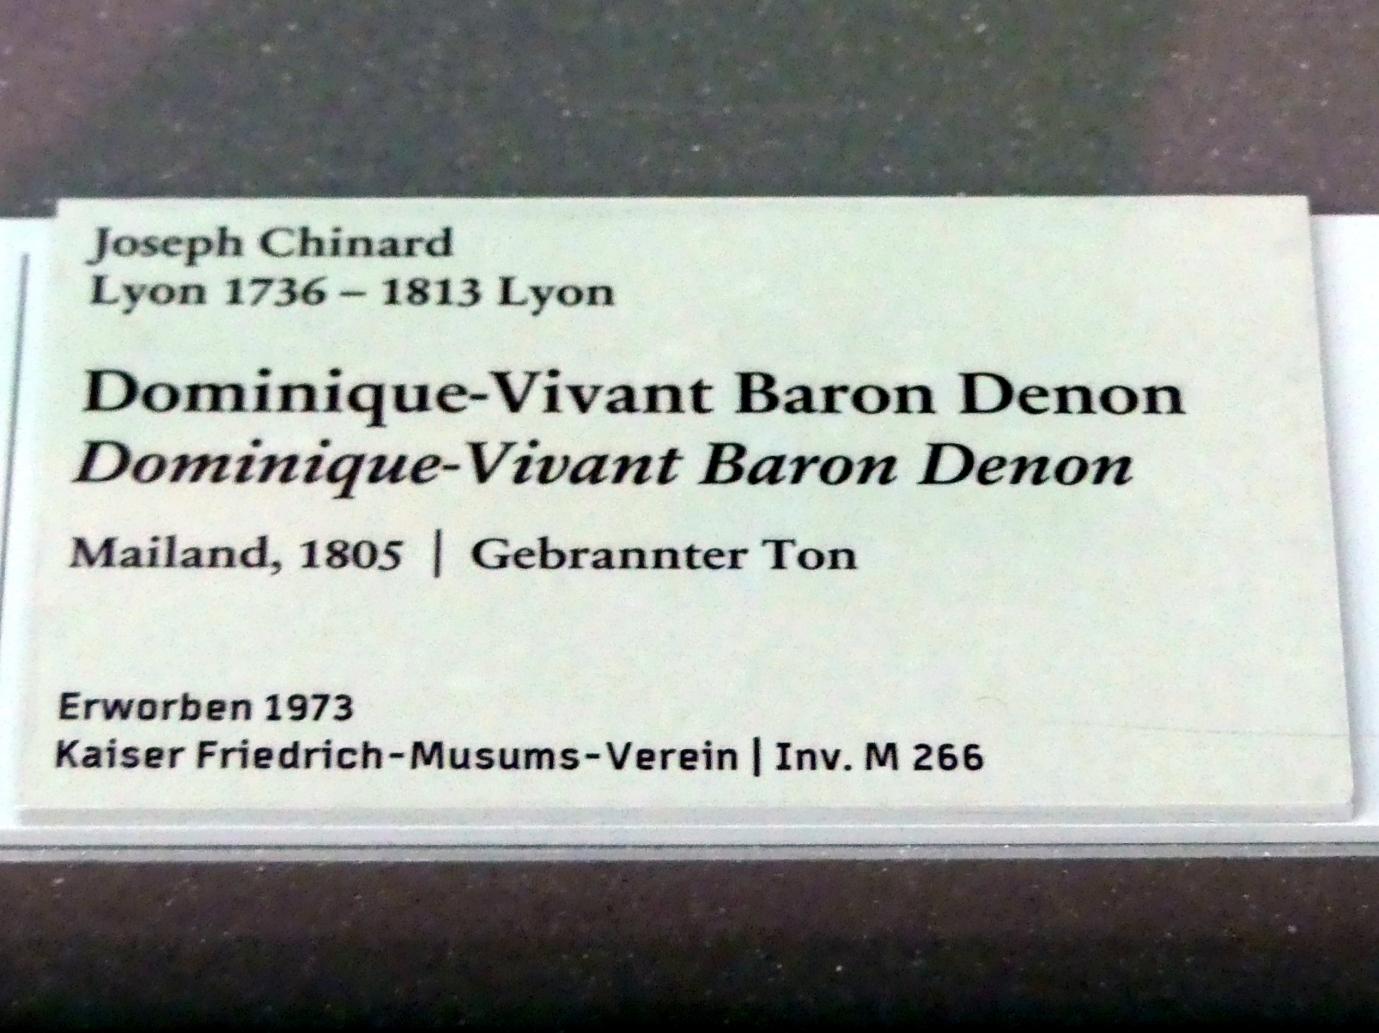 Joseph Chinard
Lyon 1736 – 1813 Lyon
Dominique-Vivant Baron Denon
Dominique-Vivant Baron Denon
Mailand, 1805 | Gebrannter Ton
Erworben 1973
Kaiser Friedrich-Musums-Verein | Inv. M 266